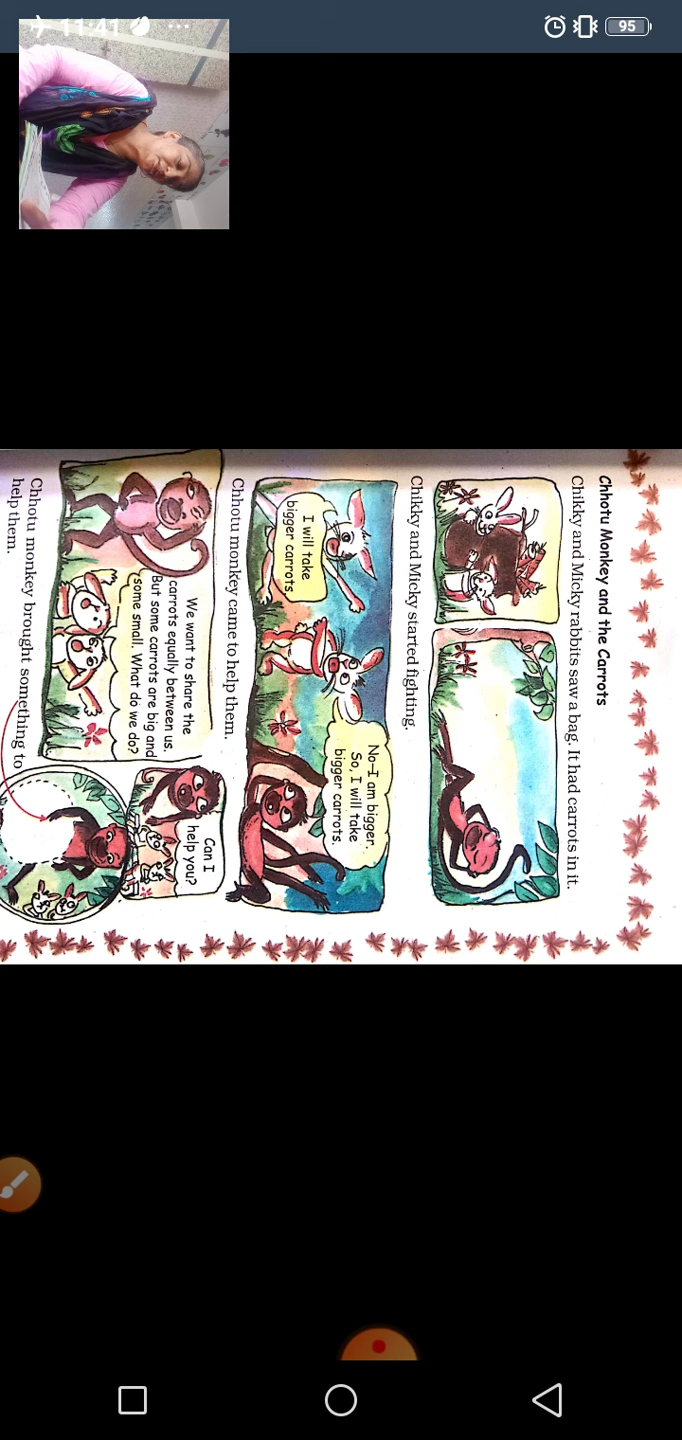 11:41
95
Chhotu Monkey and the Carrots
Chikky and Micky rabbits saw a bag. It had carrots in it.
Chikky and Micky started fighting.
I will take
bigger carrots
No–I am bigger.
So, I will take
bigger carrots.
Chhotu monkey came to help them.
We want to share the
carrots equally between us.
But some carrots are big and
some small. What do we do?
Can I
help you?
Chhotu monkey brought something to
help them.